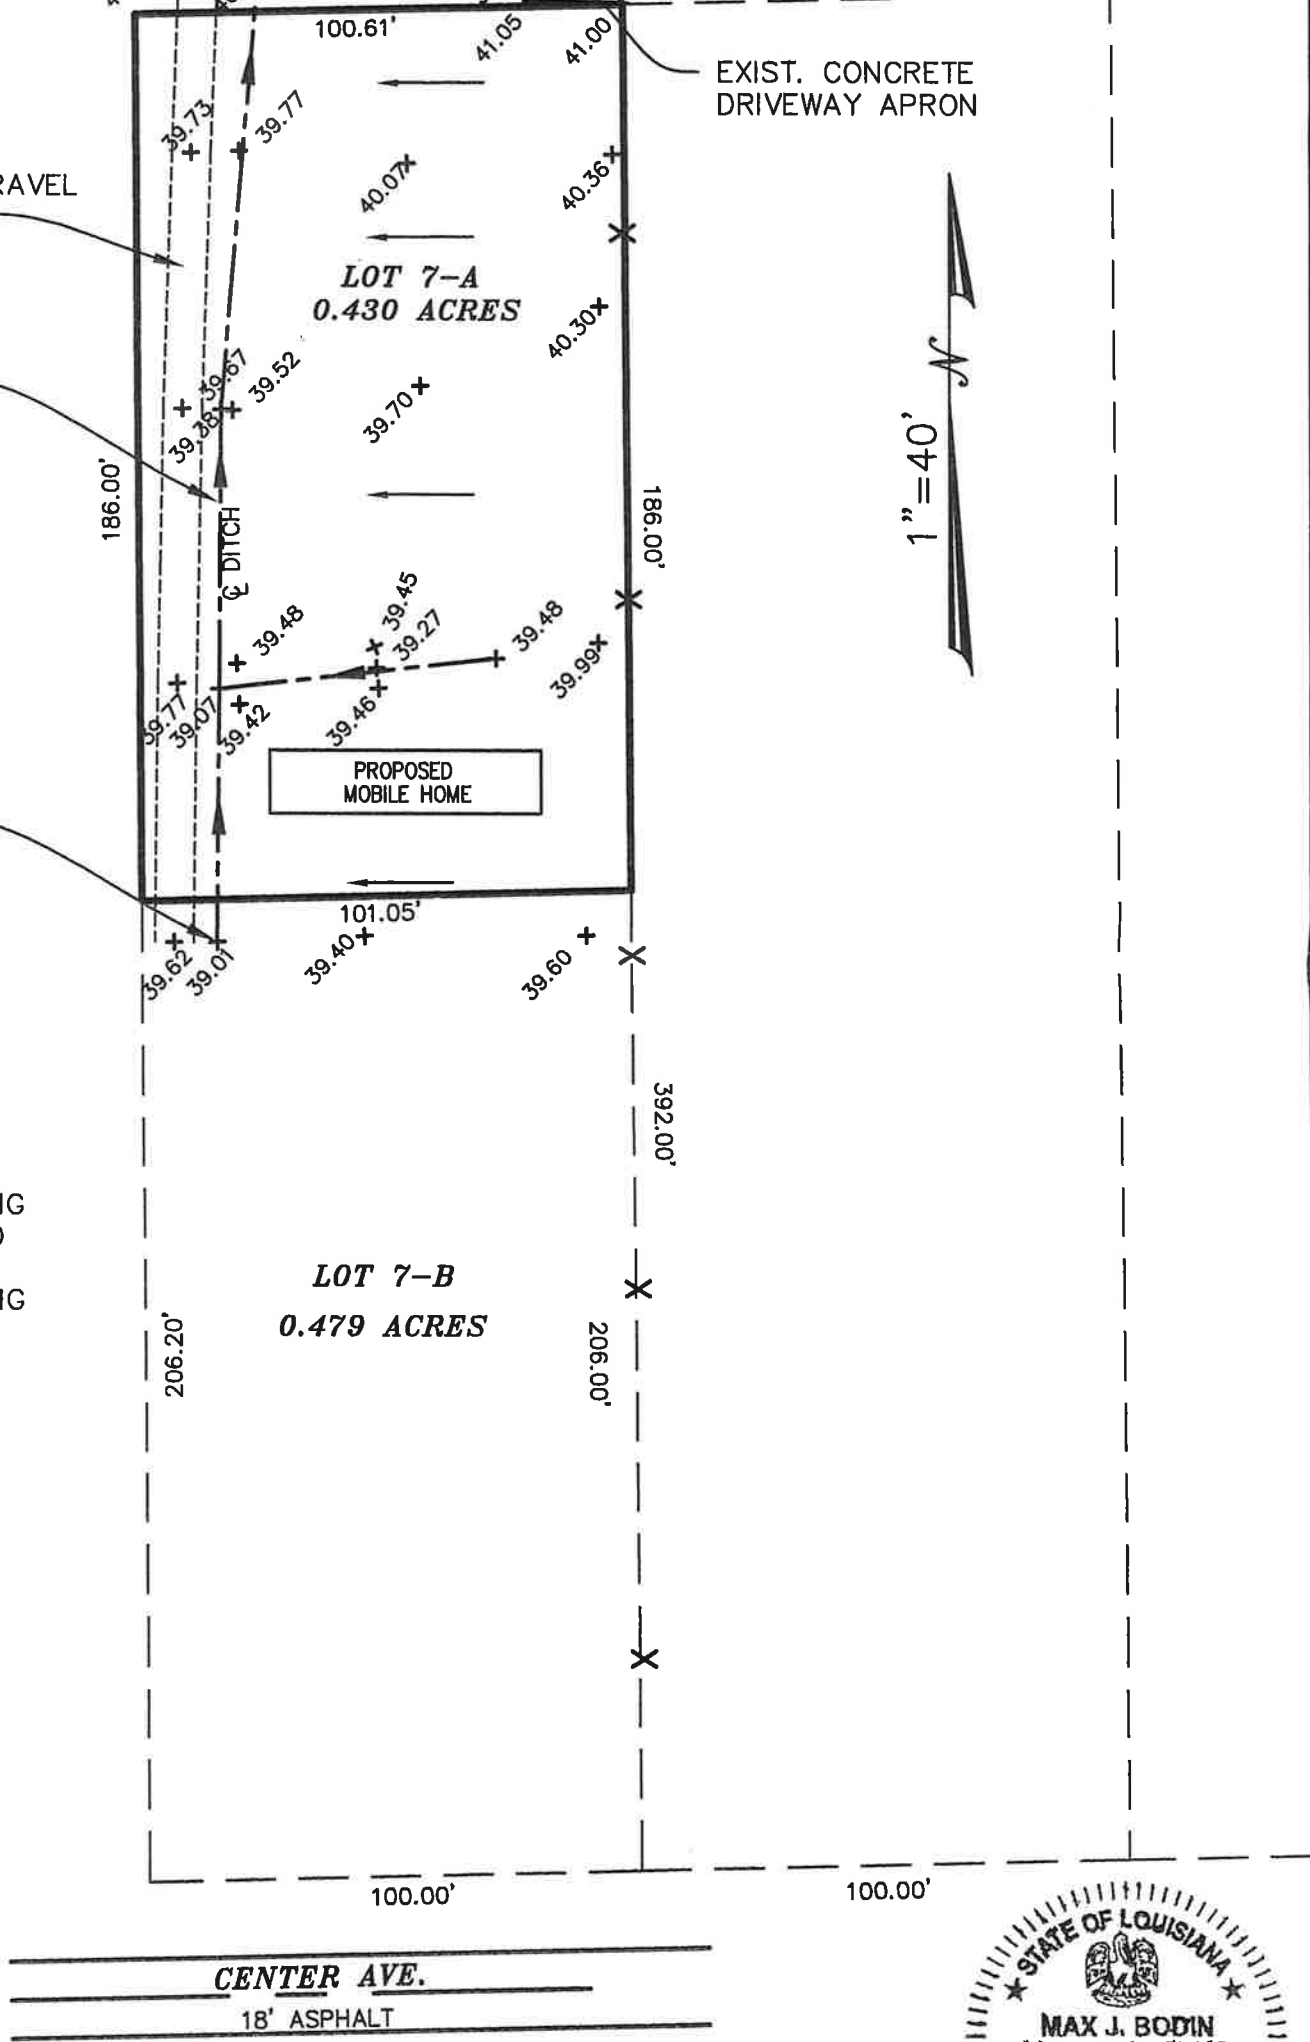 100.61'
41.05
41.00
EXIST. CONCRETE
DRIVEWAY APRON
39.73
39.77
40.07
40.36
LOT 7-A
0.430 ACRES
40.30
39.67
39.52
39.38
39.70
N
1"=40'
186.00'
186.00'
℄ DITCH
39.48
39.45
39.27
39.48
39.99
39.77
39.07
39.42
39.46
PROPOSED
MOBILE HOME
101.05'
39.62
39.01
39.40
39.60
392.00'
LOT 7-B
0.479 ACRES
206.20'
206.00'
100.00'
100.00'
CENTER AVE.
18' ASPHALT
STATE OF LOUISIANA
MAX J. BODIN